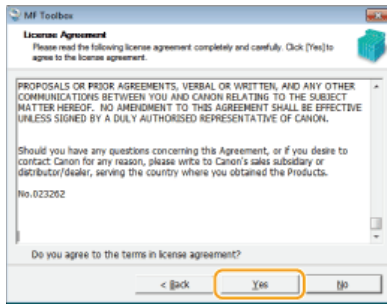 MF Toolbox
License Agreement
Please read the following license agreement completely and carefully. Click [Yes] to
agree to the license agreement.
PROPOSALS OR PRIOR AGREEMENTS, VERBAL OR WRITTEN, AND ANY OTHER
COMMUNICATIONS BETWEEN YOU AND CANON RELATING TO THE SUBJECT
MATTER HEREOF. NO AMENDMENT TO THIS AGREEMENT SHALL BE EFFECTIVE
UNLESS SIGNED BY A DULY AUTHORISED REPRESENTATIVE OF CANON.
Should you have any questions concerning this Agreement, or if you desire to
contact Canon for any reason, please write to Canon's sales subsidiary or
distributor/dealer, serving the country where you obtained the Products.
No.023262
Do you agree to the terms in license agreement?
< Back
Yes
No